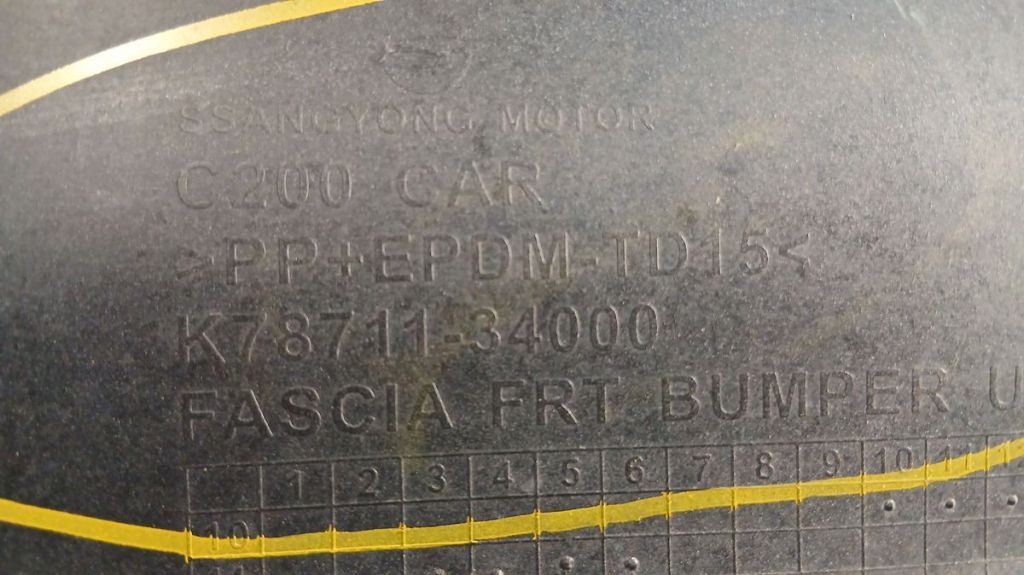 SSANGYONG MOTOR
C200 CAR
>PP+EPDM-TD15<
K78711-34000
FASCIA FRT BUMPER U
1 2 3 4 5 6 7 8 9 10 11
10